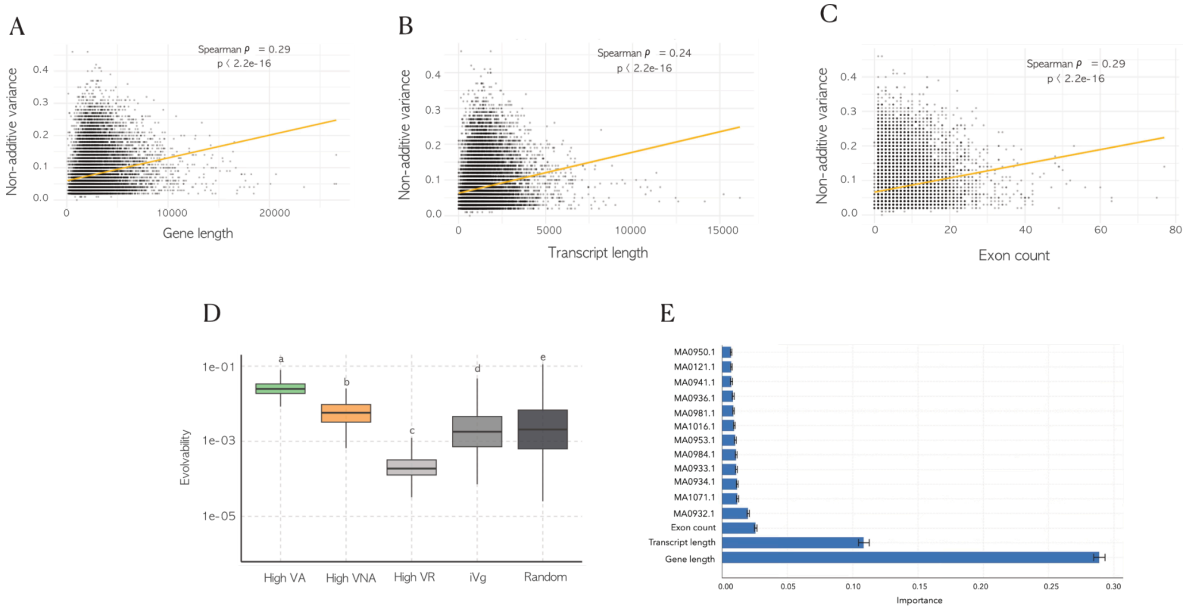 A
Spearman ρ = 0.29
p < 2.2e-16
Non-additive variance
0.4
0.3
0.2
0.1
0.0
0
10000
20000
Gene length
B
Spearman ρ = 0.24
p < 2.2e-16
Non-additive variance
0.4
0.3
0.2
0.1
0.0
0
5000
10000
15000
Transcript length
C
Spearman ρ = 0.29
p < 2.2e-16
Non-additive variance
0.4
0.3
0.2
0.1
0.0
0
20
40
60
80
Exon count
D
Evolvability
1e-01
1e-03
1e-05
a
b
c
d
e
High VA
High VNA
High VR
iVg
Random
E
MA0950.1
MA0121.1
MA0941.1
MA0936.1
MA0981.1
MA1016.1
MA0953.1
MA0984.1
MA0933.1
MA0934.1
MA1071.1
MA0932.1
Exon count
Transcript length
Gene length
0.00
0.05
0.10
0.15
0.20
0.25
0.30
Importance